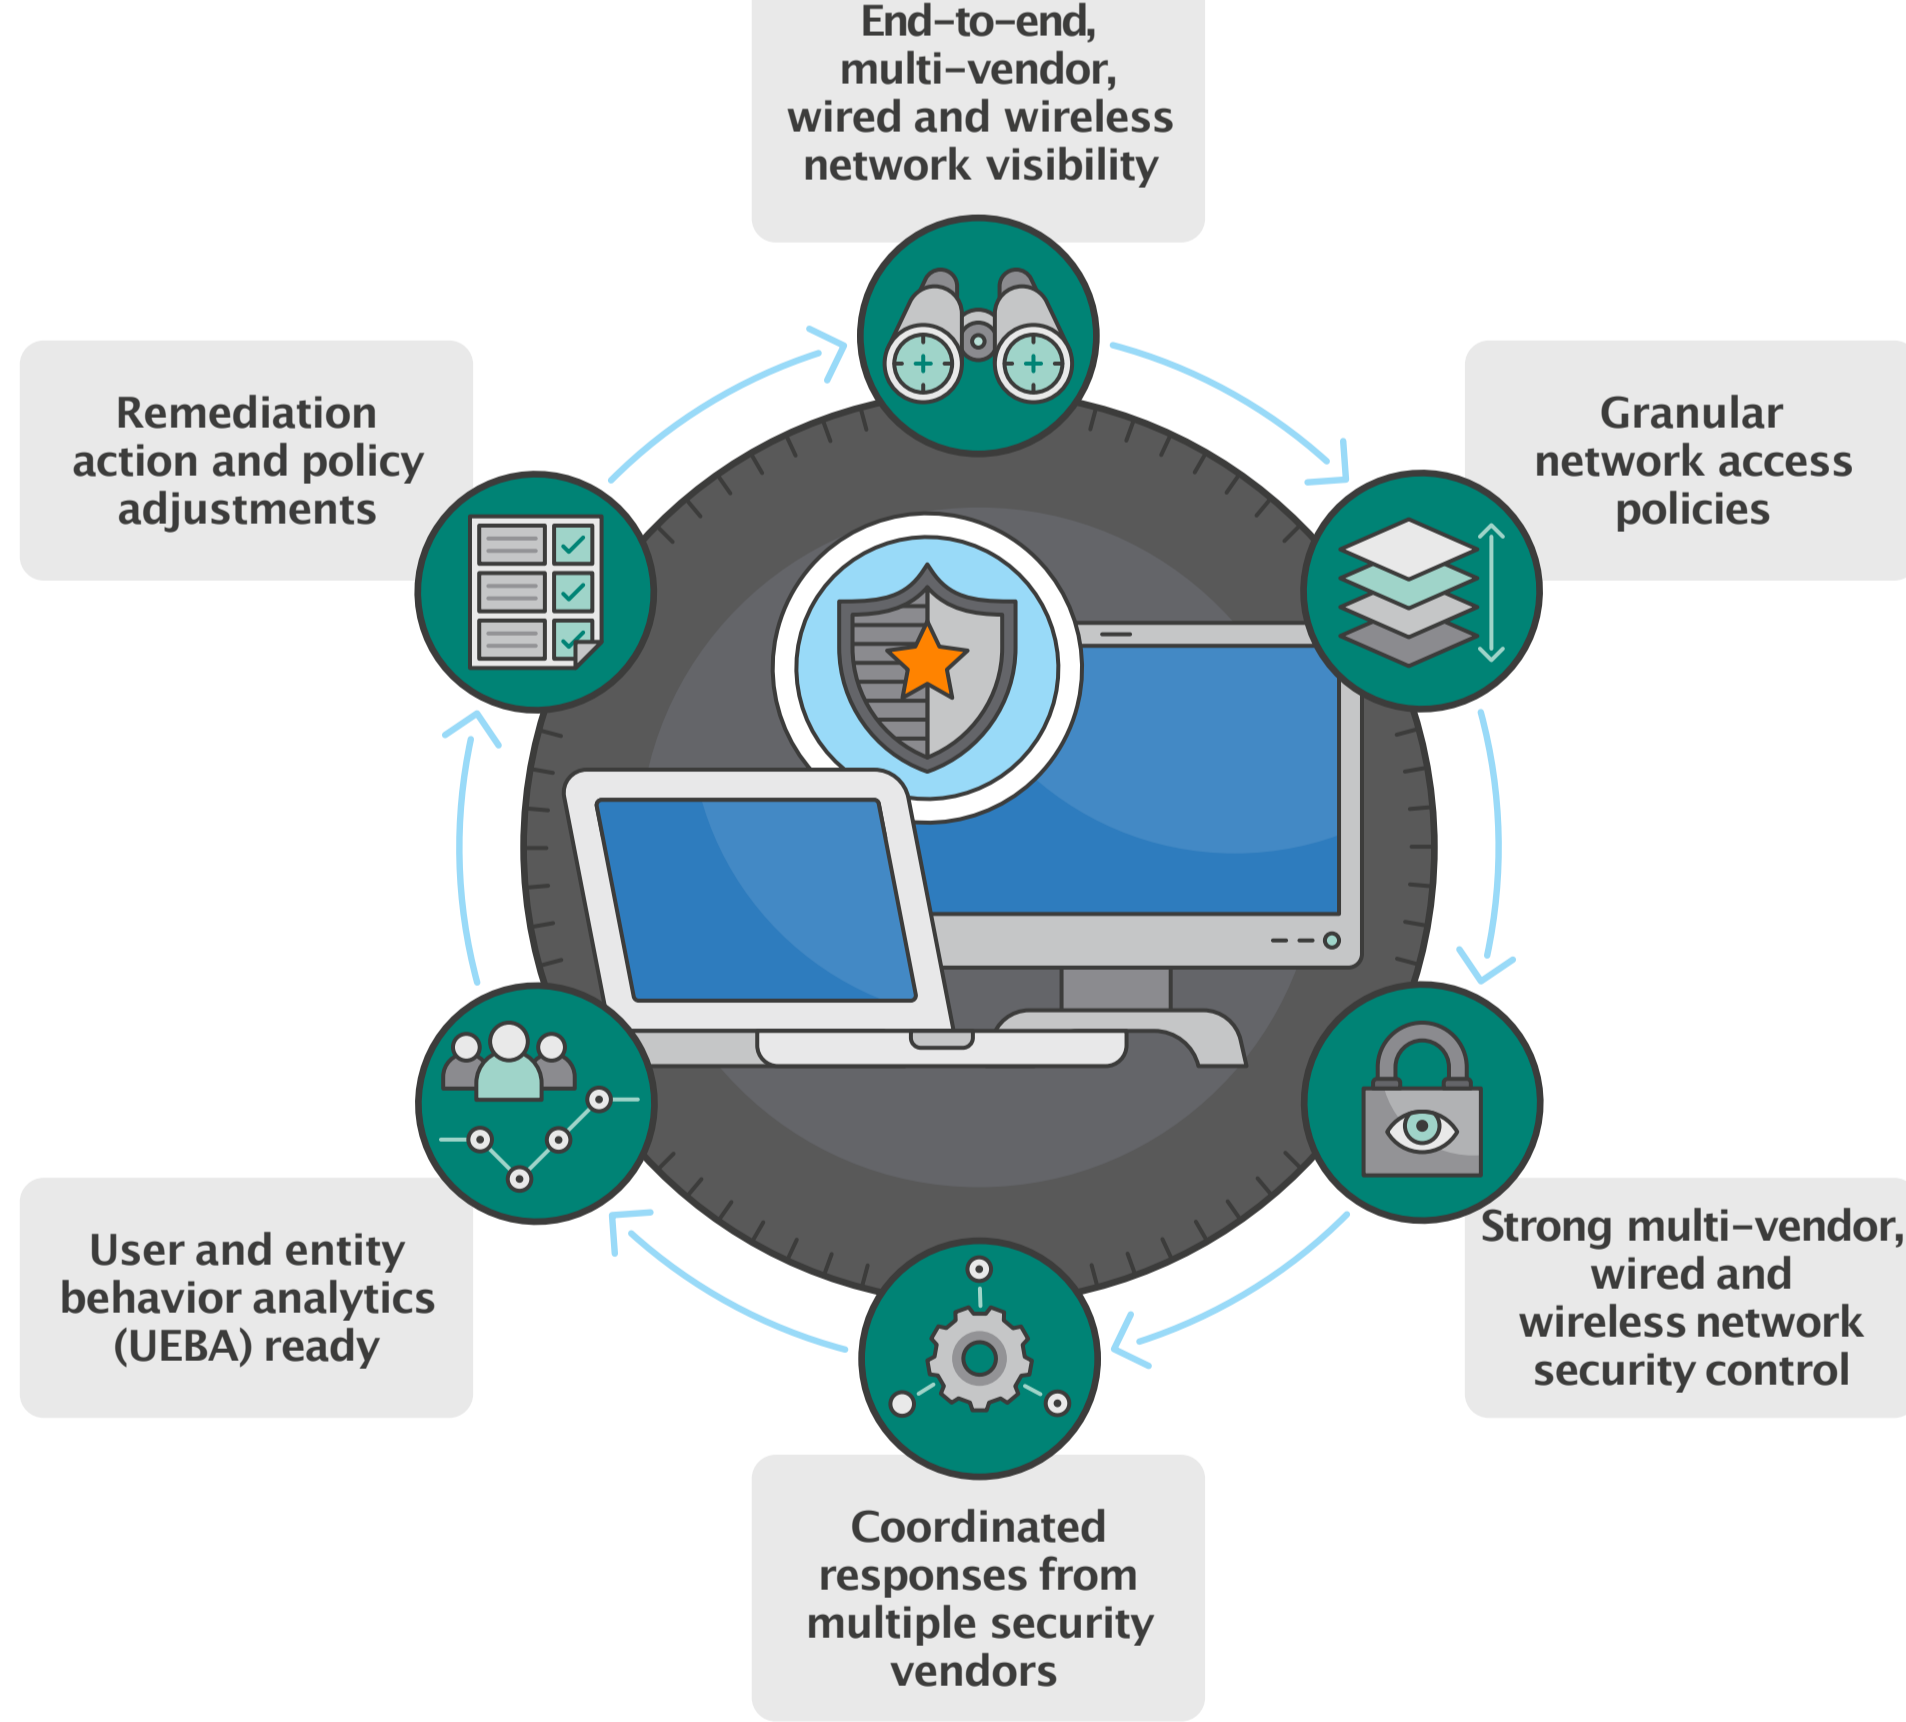 End-to-end,
multi-vendor,
wired and wireless
network visibility
Granular
network access
policies
Strong multi-vendor,
wired and
wireless network
security control
Coordinated
responses from
multiple security
vendors
User and entity
behavior analytics
(UEBA) ready
Remediation
action and policy
adjustments